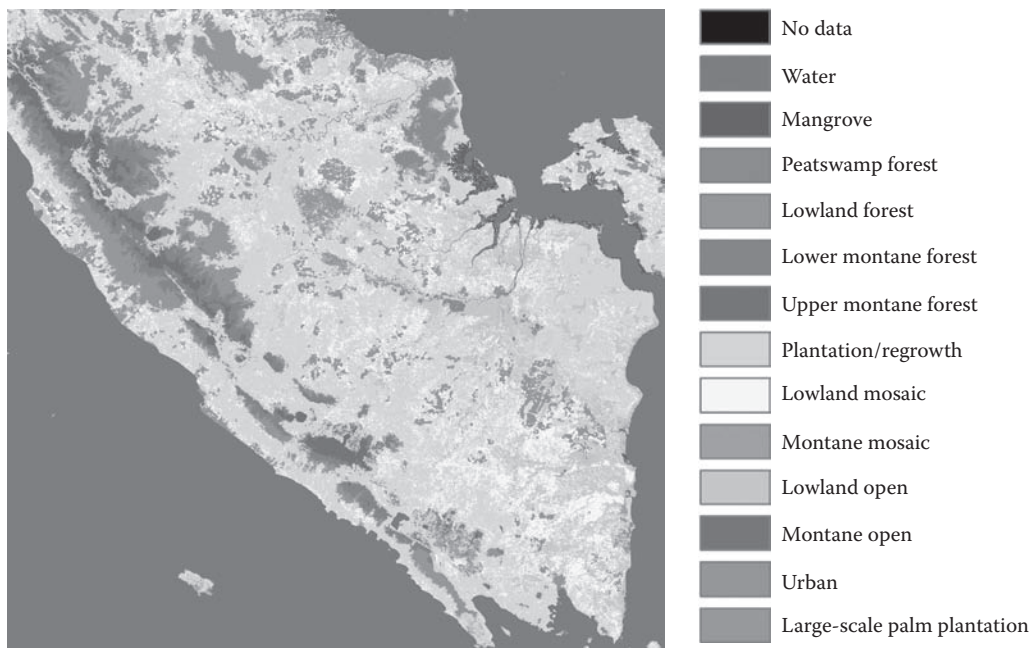 No data
Water
Mangrove
Peatswamp forest
Lowland forest
Lower montane forest
Upper montane forest
Plantation/regrowth
Lowland mosaic
Montane mosaic
Lowland open
Montane open
Urban
Large-scale palm plantation